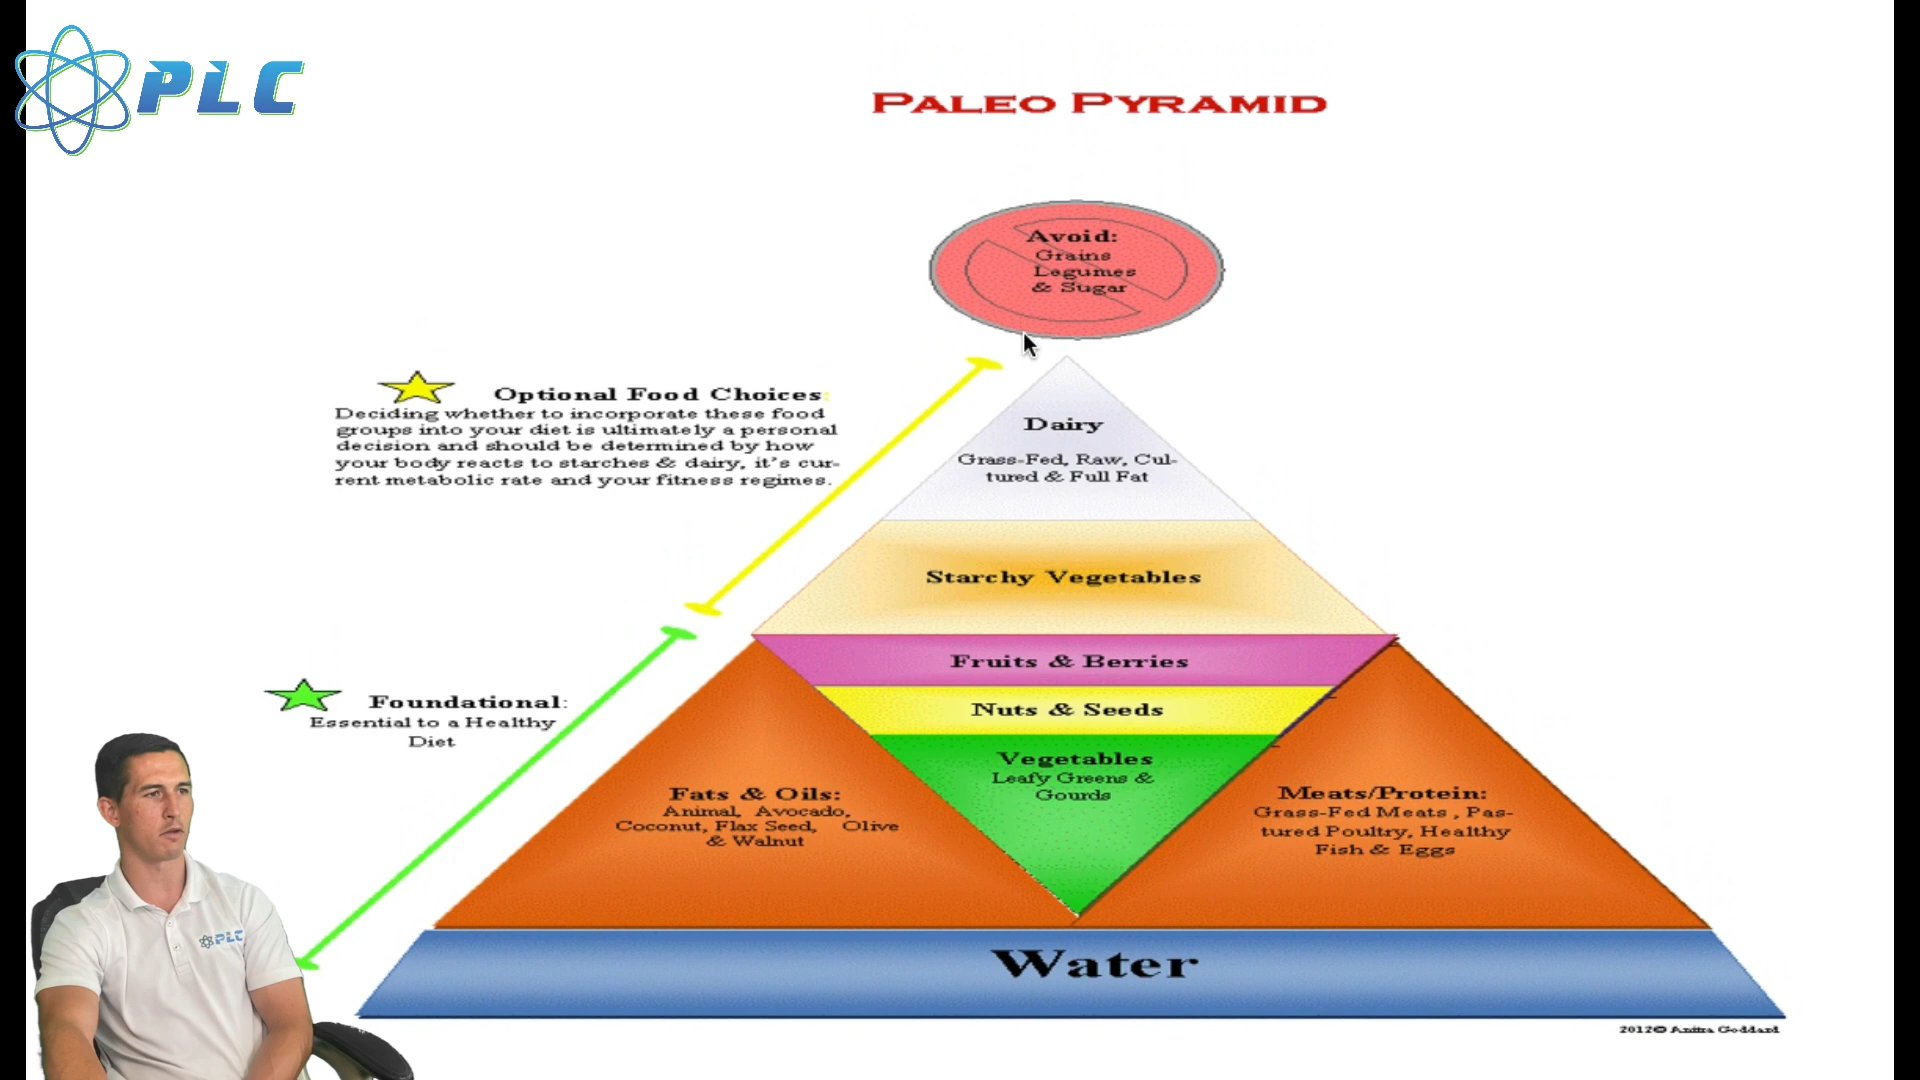 PLC
PALEO PYRAMID
Avoid:
Grains
Legumes
& Sugar
Optional Food Choices:
Deciding whether to incorporate these food
groups into your diet is ultimately a personal
decision and should be determined by how
your body reacts to starches & dairy, it's cur-
rent metabolic rate and your fitness regimes.
Dairy
Grass-Fed, Raw, Cul-
tured & Full Fat
Starchy Vegetables
Fruits & Berries
Nuts & Seeds
Vegetables
Leafy Greens &
Gourds
Foundational:
Essential to a Healthy
Diet
Fats & Oils:
Animal, Avocado,
Coconut, Flax Seed, Olive
& Walnut
Meats/Protein:
Grass-Fed Meats , Pas-
tured Poultry, Healthy
Fish & Eggs
PLC
Water
2012© Anitra Goddard